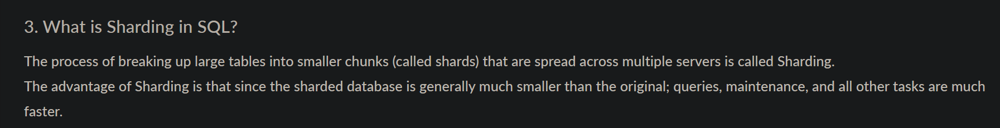 3. What is Sharding in SQL?
The process of breaking up large tables into smaller chunks (called shards) that are spread across multiple servers is called Sharding.
The advantage of Sharding is that since the sharded database is generally much smaller than the original; queries, maintenance, and all other tasks are much
faster.